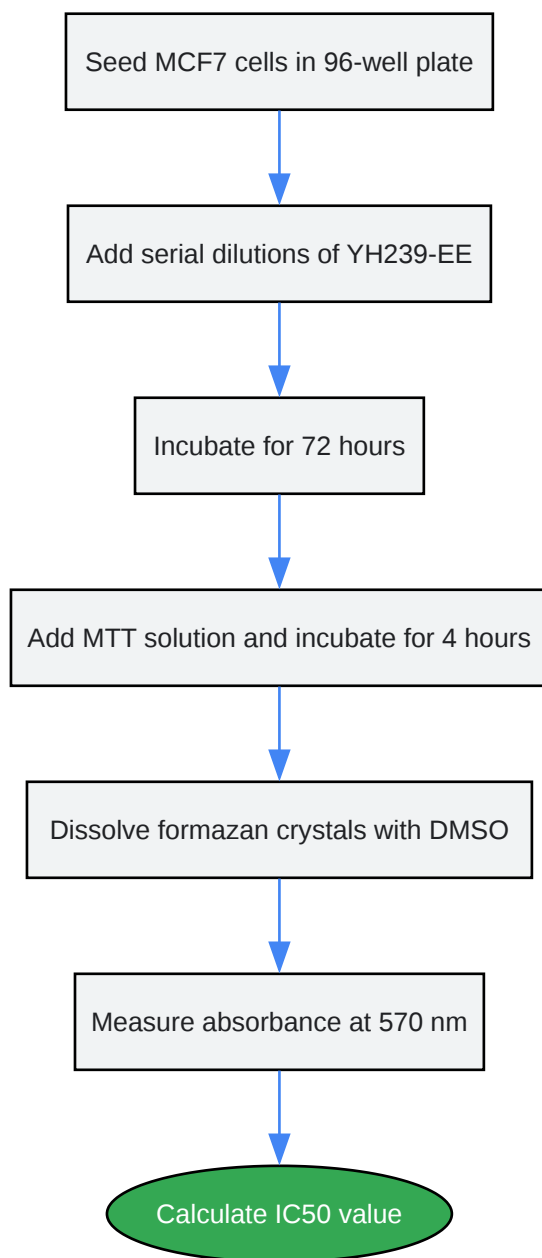 Seed MCF7 cells in 96-well plate
Add serial dilutions of YH239-EE
Incubate for 72 hours
Add MTT solution and incubate for 4 hours
Dissolve formazan crystals with DMSO
Measure absorbance at 570 nm
Calculate IC50 value